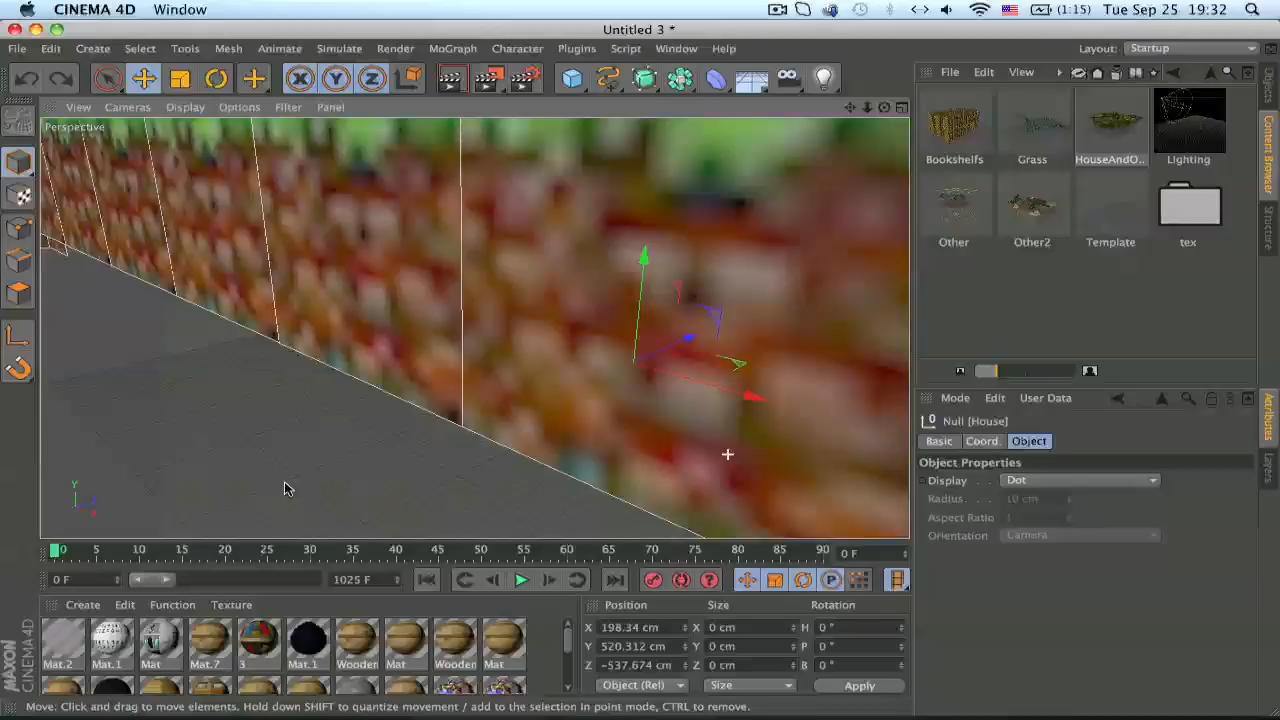 CINEMA 4D Window (1:15) Tue Sep 25 19:32
Untitled 3 *
File Edit Create Select Tools Mesh Animate Simulate Render MoGraph Character Plugins Script Window Help Layout: Startup
X Y Z
File Edit View
View Cameras Display Options Filter Panel
Perspective
Bookshelfs Grass HouseAndO.. Lighting
Other Other2 Template tex
Objects
Content Browser
Structure
Mode Edit User Data
0 Null [House]
Basic Coord. Object
Object Properties
Display Dot
Radius 10 cm
Aspect Ratio 1
Orientation Camera
Attributes
Layers
Y Z X
0 5 10 15 20 25 30 35 40 45 50 55 60 65 70 75 80 85 90 0 F
0 F 1025 F P
Create Edit Function Texture
Mat.2 Mat.1 Mat Mat.7 3 Mat.1 Wooden Mat Wooden Mat
Position Size Rotation
X 198.34 cm X 0 cm H 0 °
Y 520.312 cm Y 0 cm P 0 °
Z -537.674 cm Z 0 cm B 0 °
Object (Rel) Size Apply
MAXON CINEMA 4D
Move: Click and drag to move elements. Hold down SHIFT to quantize movement / add to the selection in point mode, CTRL to remove.